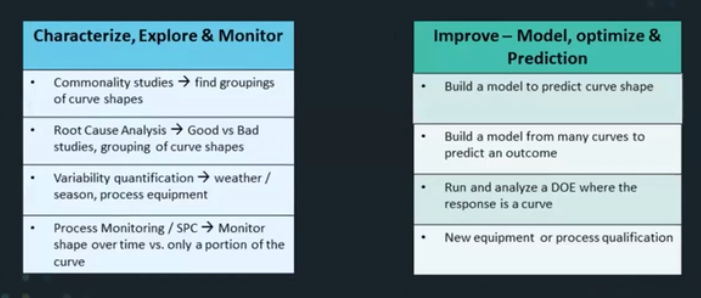 Characterize, Explore & Monitor
• Commonality studies → find groupings
of curve shapes
• Root Cause Analysis → Good vs Bad
studies, grouping of curve shapes
• Variability quantification → weather /
season, process equipment
• Process Monitoring / SPC → Monitor
shape over time vs. only a portion of the
curve
Improve – Model, optimize &
Prediction
• Build a model to predict curve shape
• Build a model from many curves to
predict an outcome
• Run and analyze a DOE where the
response is a curve
• New equipment or process qualification